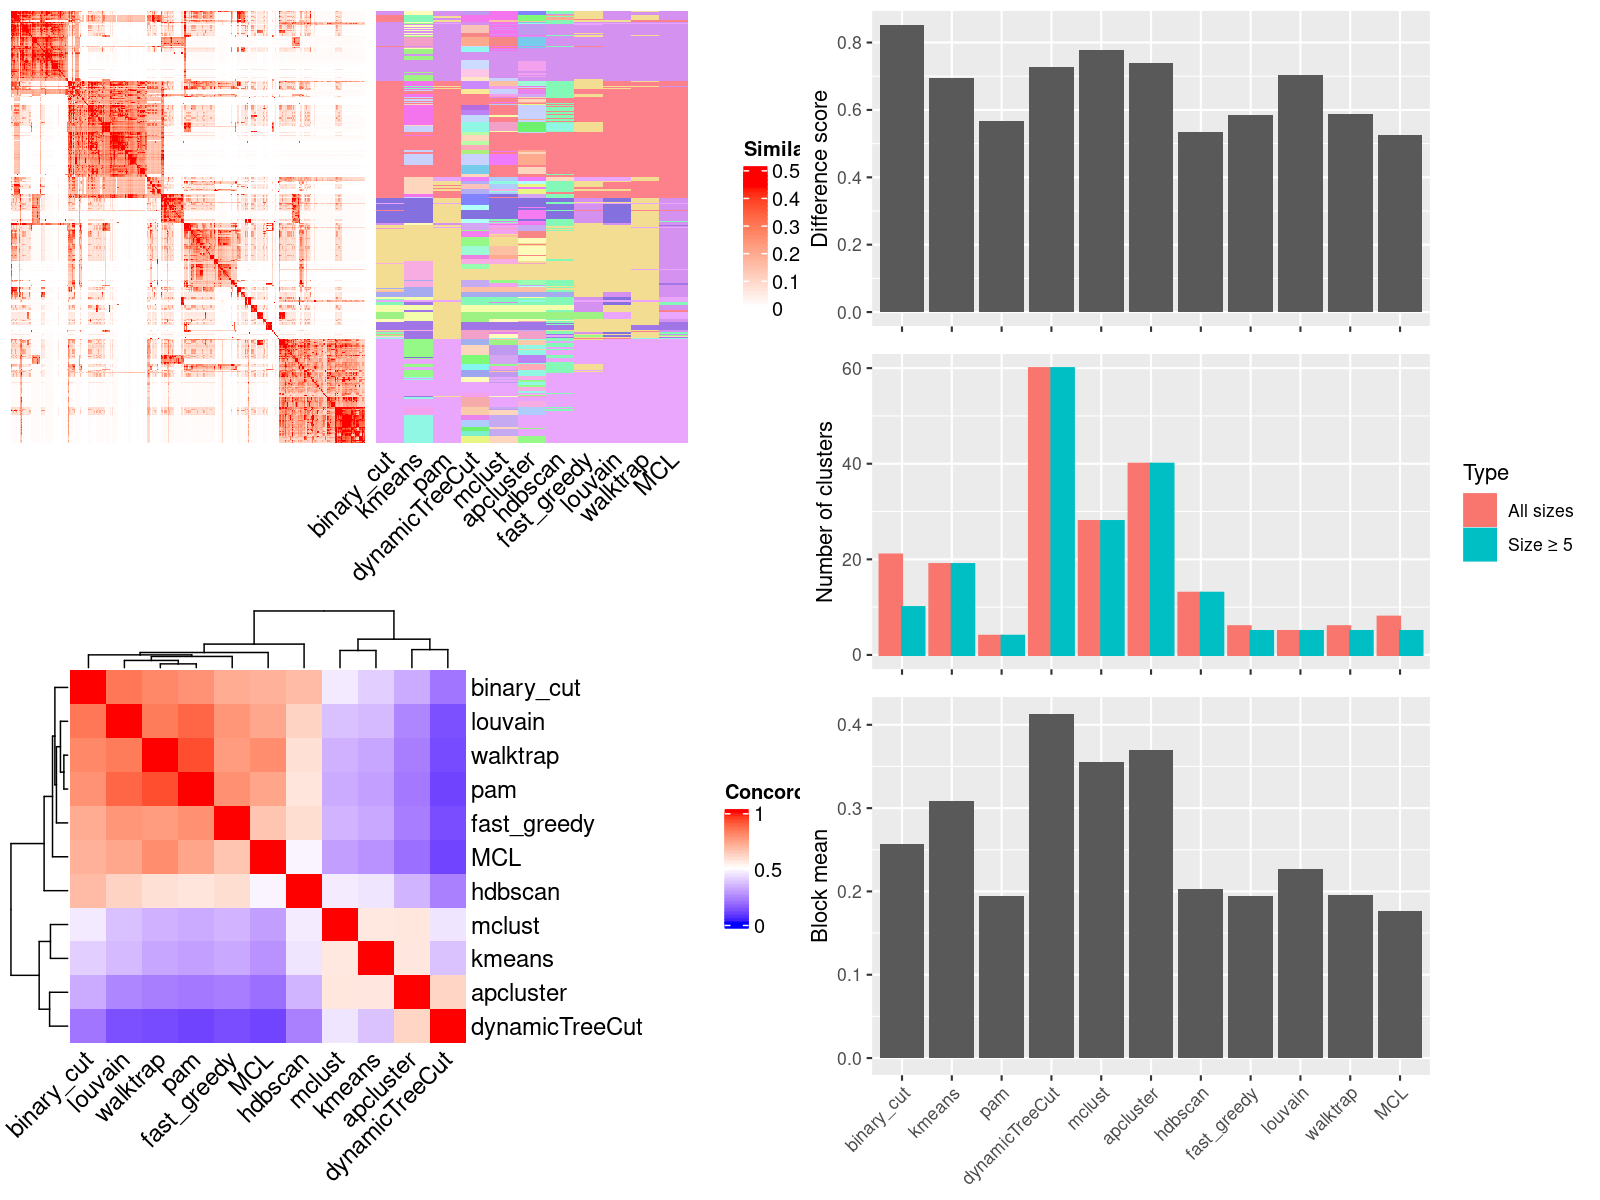 Simila
0.5
0.4
0.3
0.2
0.1
0
binary_cut
kmeans
pam
dynamicTreeCut
mclust
apcluster
hdbscan
fast_greedy
louvain
walktrap
MCL
binary_cut
louvain
walktrap
pam
fast_greedy
MCL
hdbscan
mclust
kmeans
apcluster
dynamicTreeCut
binary_cut
louvain
walktrap
pam
fast_greedy
MCL
hdbscan
mclust
kmeans
apcluster
dynamicTreeCut
Concord
1
0.5
0
Difference score
0.8
0.6
0.4
0.2
0.0
Number of clusters
60
40
20
0
Type
All sizes
Size ≥ 5
Block mean
0.4
0.3
0.2
0.1
0.0
binary_cut
kmeans
pam
dynamicTreeCut
mclust
apcluster
hdbscan
fast_greedy
louvain
walktrap
MCL